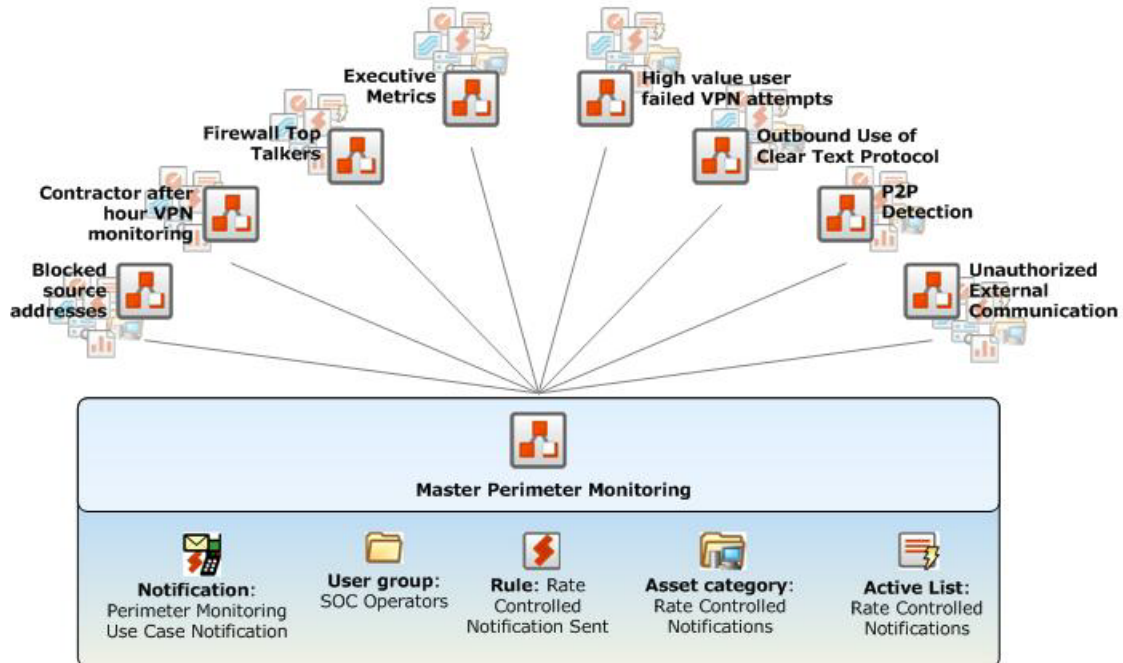 Executive
Metrics
High value user
failed VPN attempts
Firewall Top
Talkers
Outbound Use of
Clear Text Protocol
Contractor after
hour VPN
monitoring
P2P
Detection
Blocked
source
addresses
Unauthorized
External
Communication
Master Perimeter Monitoring
Notification:
Perimeter Monitoring
Use Case Notification
User group:
SOC Operators
Rule: Rate
Controlled
Notification Sent
Asset category:
Rate Controlled
Notifications
Active List:
Rate Controlled
Notifications